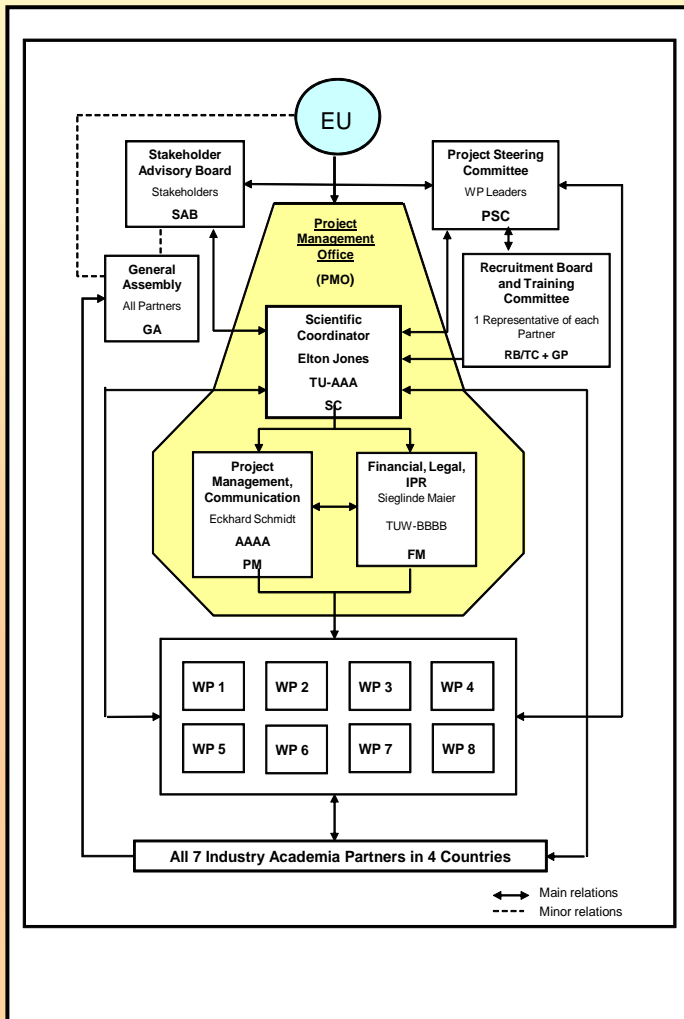 EU
Stakeholder
Advisory Board
Stakeholders
SAB
Project Steering
Committee
WP Leaders
PSC
General
Assembly
All Partners
GA
Project
Management
Office
(PMO)
Recruitment Board
and Training
Committee
1 Representative of each
Partner
RB/TC + GP
Scientific
Coordinator
Elton Jones
TU-AAA
SC
Project
Management,
Communication
Eckhard Schmidt
AAAA
PM
Financial, Legal,
IPR
Sieglinde Maier
TUW-BBBB
FM
WP 1
WP 2
WP 3
WP 4
WP 5
WP 6
WP 7
WP 8
All 7 Industry Academia Partners in 4 Countries
Main relations
Minor relations